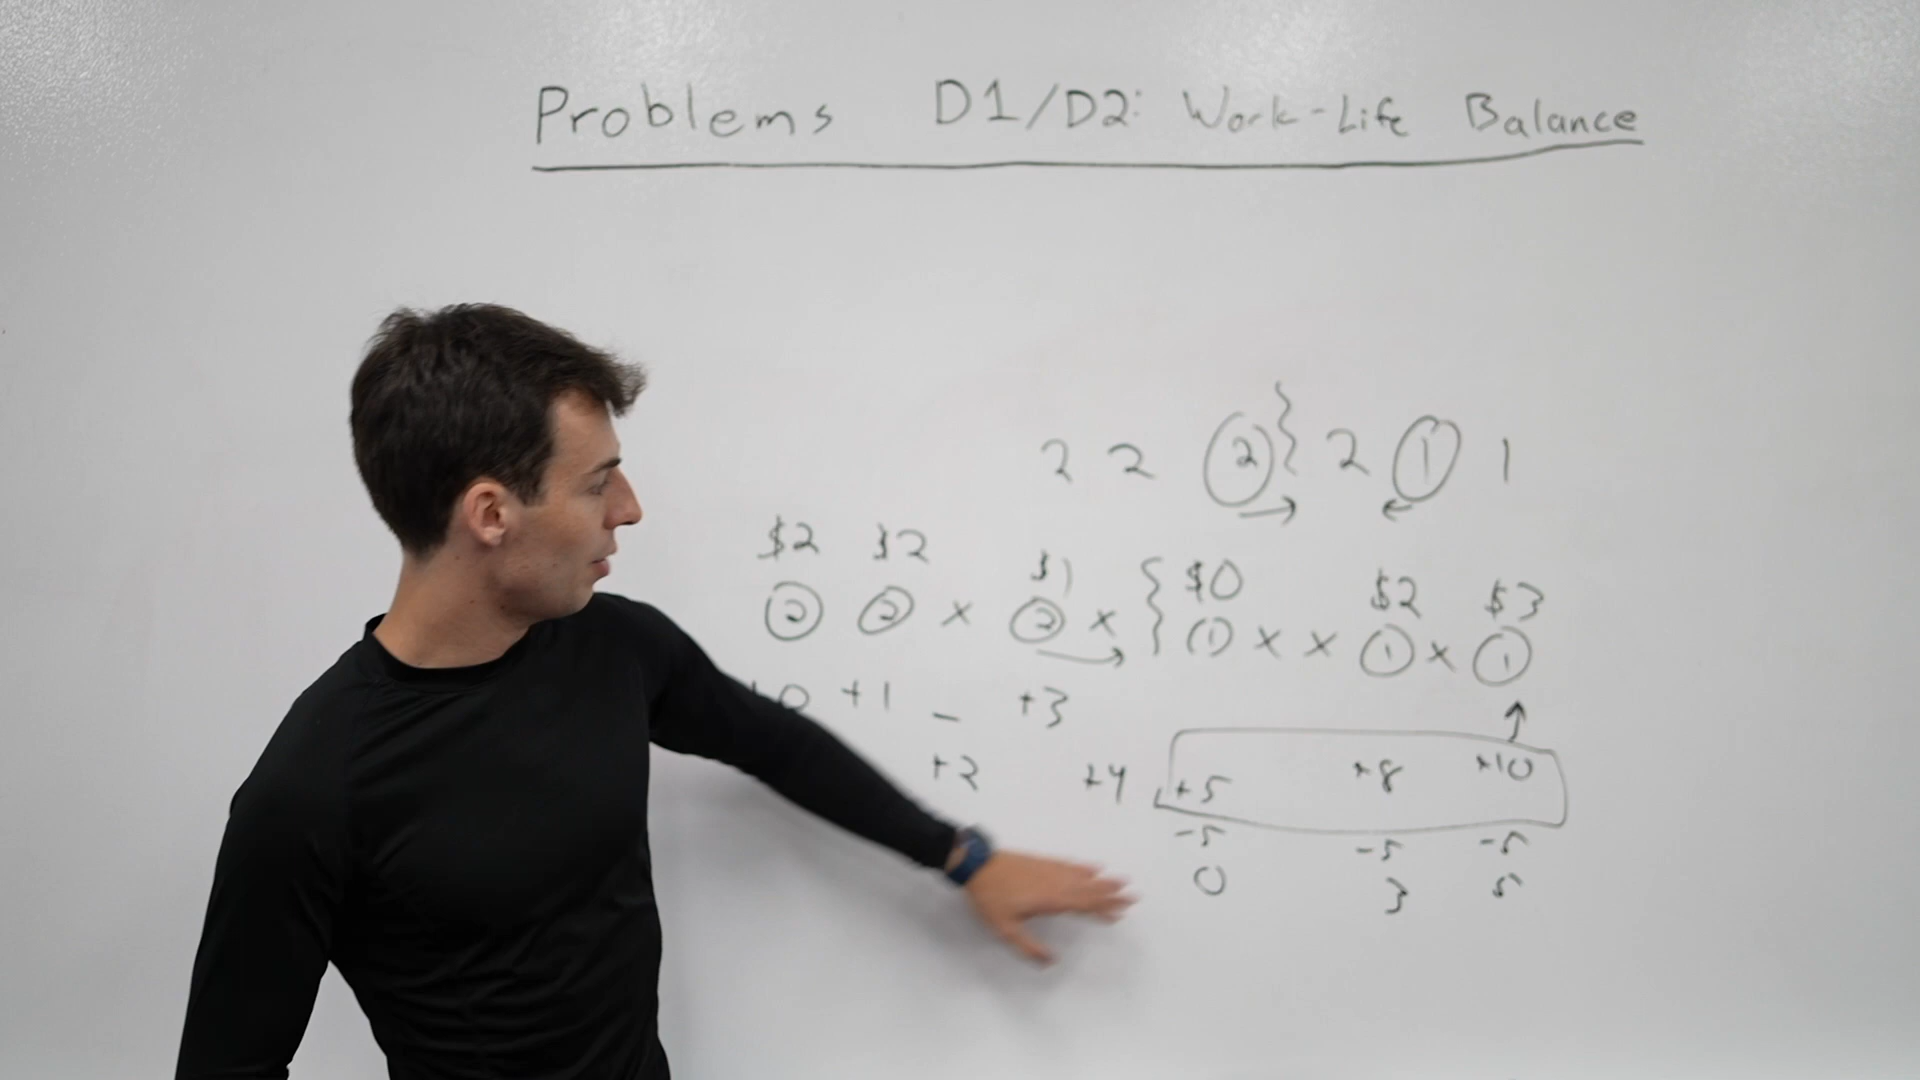 Problems D1/D2: Work-Life Balance
2 2 2 } 2 1 1
$2 $2 $1 { $0 $2 $3
2 2 x 2 x 1 x x 1 x 1
+1 - +3
+2 +4 +5 +8 +10
-5 -5 -5
0 3 5